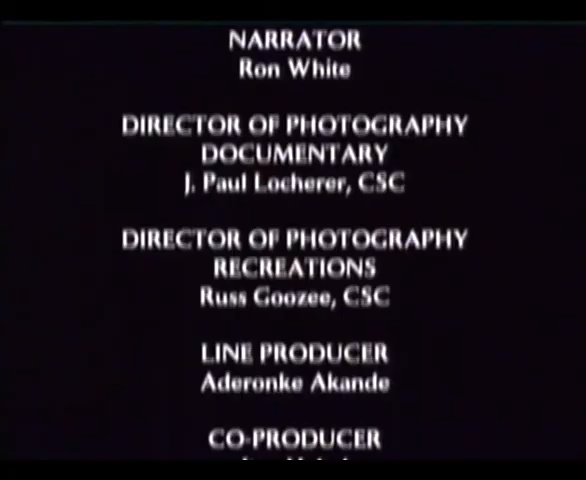 NARRATOR
Ron White
DIRECTOR OF PHOTOGRAPHY
DOCUMENTARY
J. Paul Locherer, CSC
DIRECTOR OF PHOTOGRAPHY
RECREATIONS
Russ Goozee, CSC
LINE PRODUCER
Aderonke Akande
CO-PRODUCER